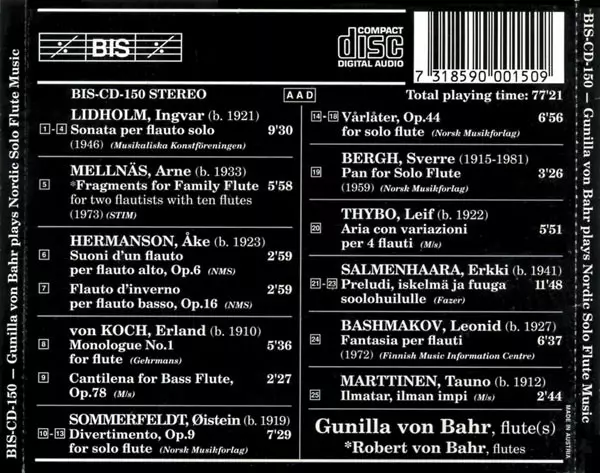 BIS-CD-150 — Gunilla von Bahr plays Nordic Solo Flute Music
BIS
COMPACT
disc
DIGITAL AUDIO
7 318590 001509
BIS-CD-150 STEREO
AAD
Total playing time: 77'21
LIDHOLM, Ingvar (b. 1921)
1 - 4 Sonata per flauto solo 9'30
(1946) (Musikaliska Konstföreningen)
MELLNÄS, Arne (b. 1933)
5 *Fragments for Family Flute 5'58
for two flautists with ten flutes
(1973) (STIM)
HERMANSON, Åke (b. 1923)
6 Suoni d'un flauto 2'59
per flauto alto, Op.6 (NMS)
7 Flauto d'inverno 2'59
per flauto basso, Op.16 (NMS)
von KOCH, Erland (b. 1910)
8 Monologue No.1 5'36
for flute (Gehrmans)
9 Cantilena for Bass Flute, 2'27
Op.78 (M/s)
SOMMERFELDT, Øistein (b. 1919)
10 - 13 Divertimento, Op.9 7'29
for solo flute (Norsk Musikforlag)
14 - 18 Vårlåter, Op.44 6'56
for solo flute (Norsk Musikforlag)
BERGH, Sverre (1915-1981)
19 Pan for Solo Flute 3'26
(1959) (Norsk Musikforlag)
THYBO, Leif (b. 1922)
20 Aria con variazioni 5'51
per 4 flauti (M/s)
SALMENHAARA, Erkki (b. 1941)
21 - 23 Preludi, iskelmä ja fuuga 11'48
soolohuilulle (Fazer)
BASHMAKOV, Leonid (b. 1927)
24 Fantasia per flauti 6'37
(1972) (Finnish Music Information Centre)
MARTTINEN, Tauno (b. 1912)
25 Ilmatar, ilman impi (M/s) 2'44
Gunilla von Bahr, flute(s)
*Robert von Bahr, flutes
MADE IN AUSTRIA
BIS-CD-150 — Gunilla von Bahr plays Nordic Solo Flute Music